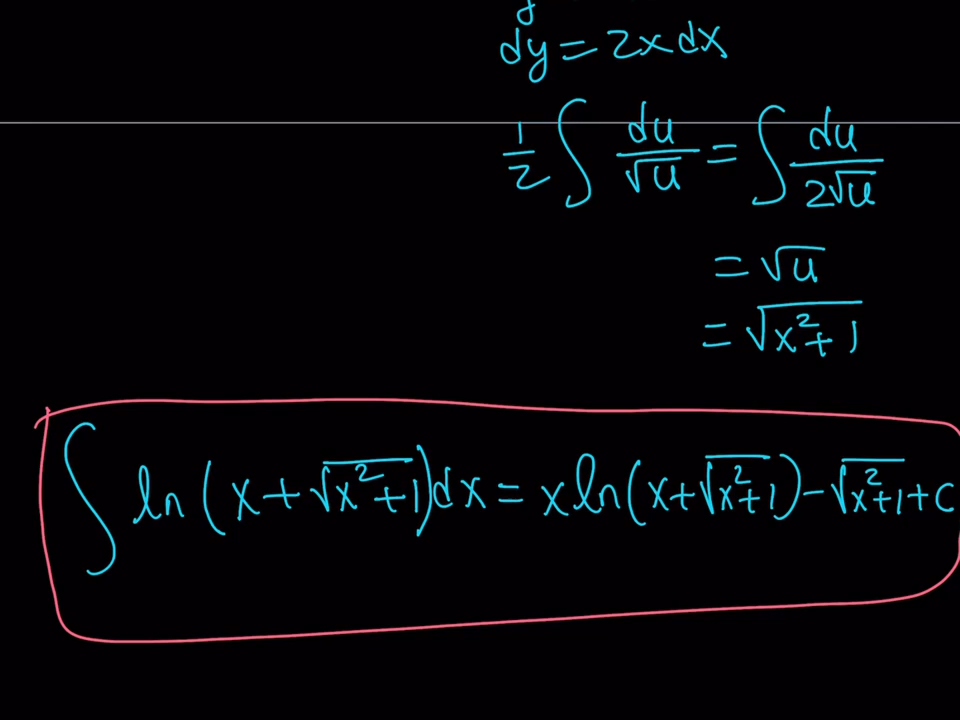 dy = 2x dx
1/2 ∫ du/√u = ∫ du/2√u
= √u
= √(x²+1)
∫ ln(x+√(x²+1))dx = x ln(x+√(x²+1)) - √(x²+1) + c